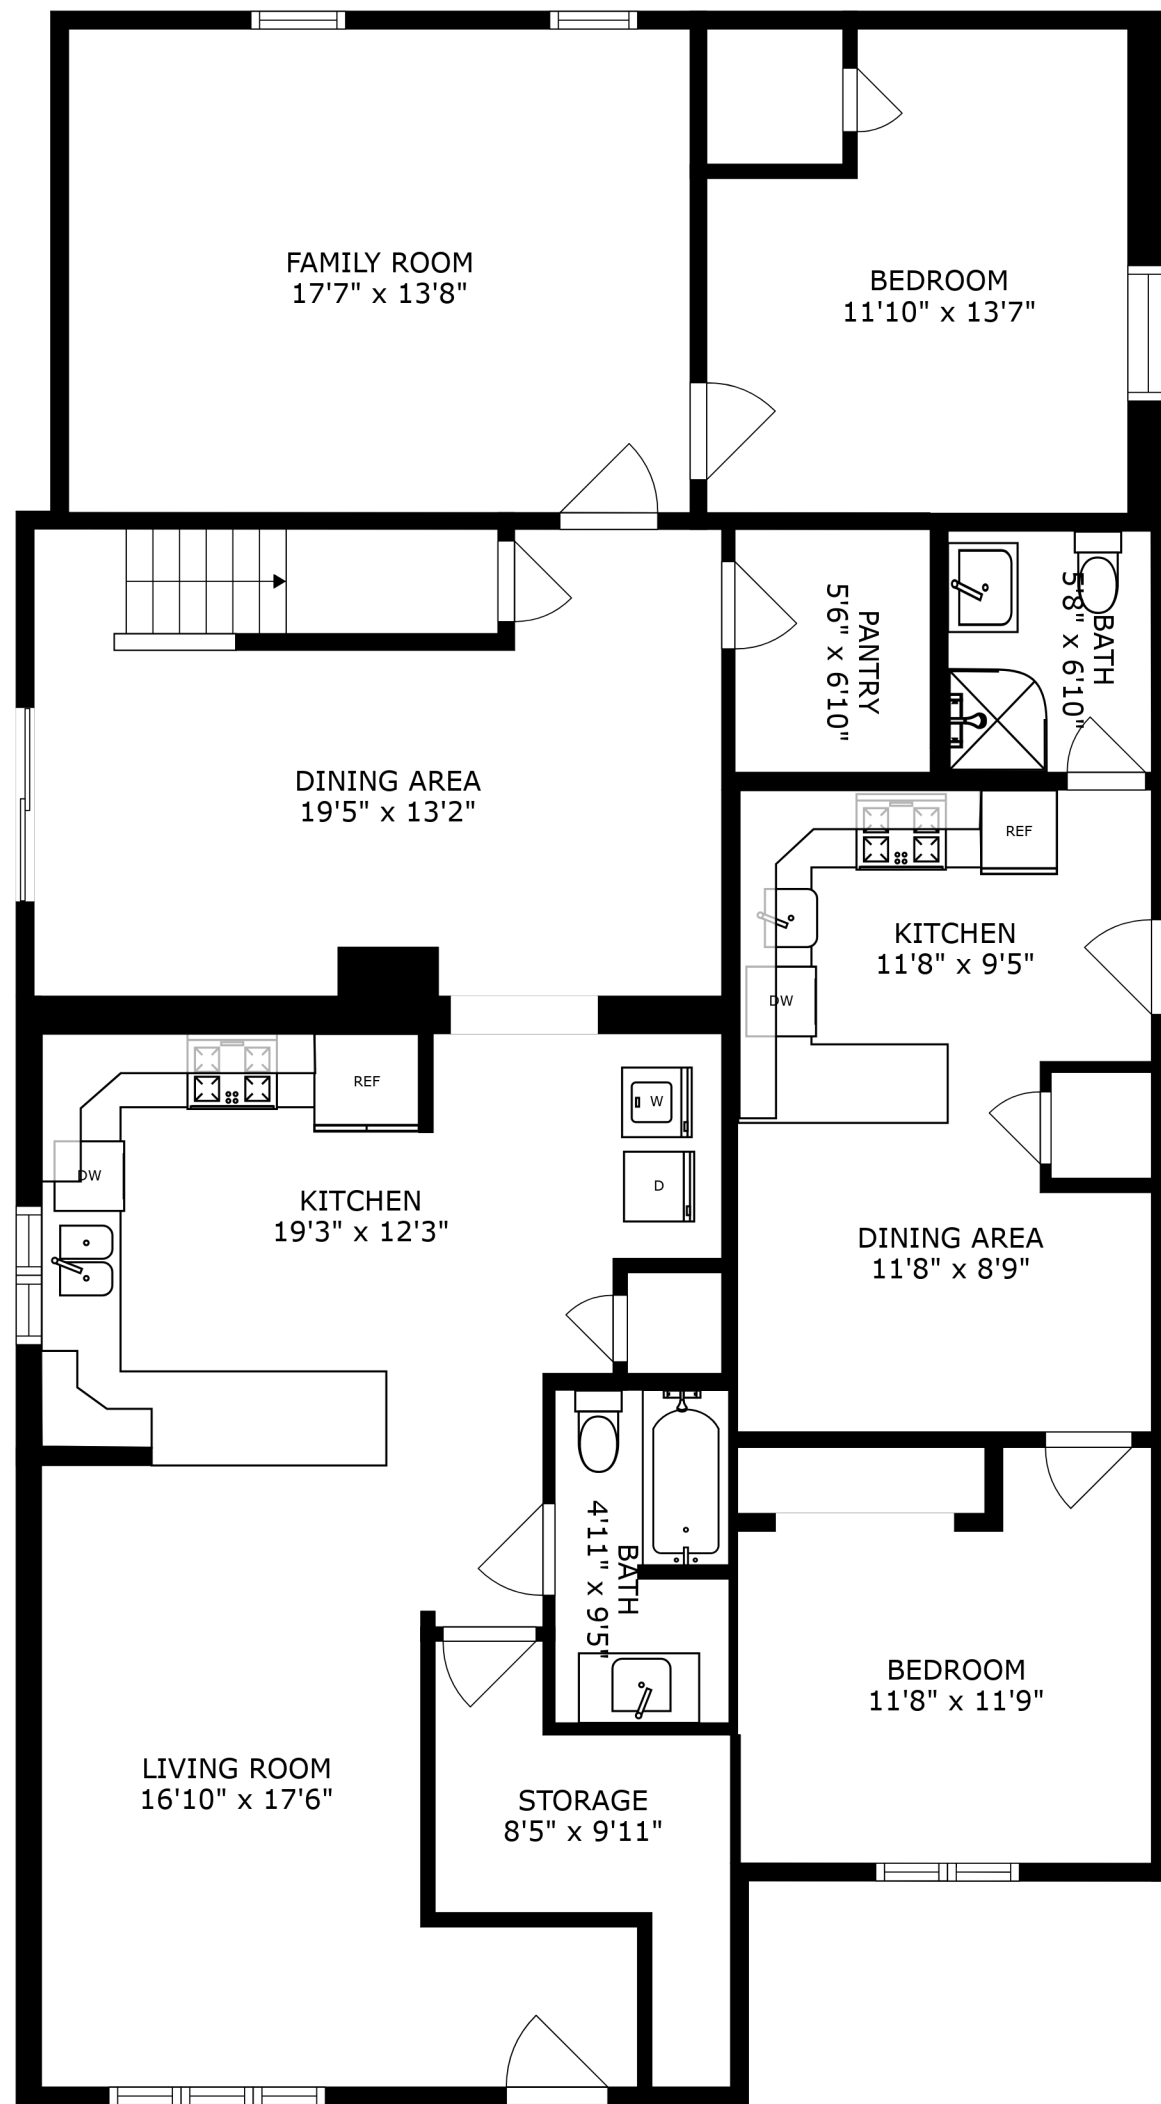 FAMILY ROOM
17'7" x 13'8"
BEDROOM
11'10" x 13'7"
PANTRY
5'6" x 6'10"
BATH
5'8" x 6'10"
DINING AREA
19'5" x 13'2"
REF
KITCHEN
11'8" x 9'5"
DW
REF
W
DW
D
KITCHEN
19'3" x 12'3"
DINING AREA
11'8" x 8'9"
BATH
4'11" x 9'5"
BEDROOM
11'8" x 11'9"
LIVING ROOM
16'10" x 17'6"
STORAGE
8'5" x 9'11"